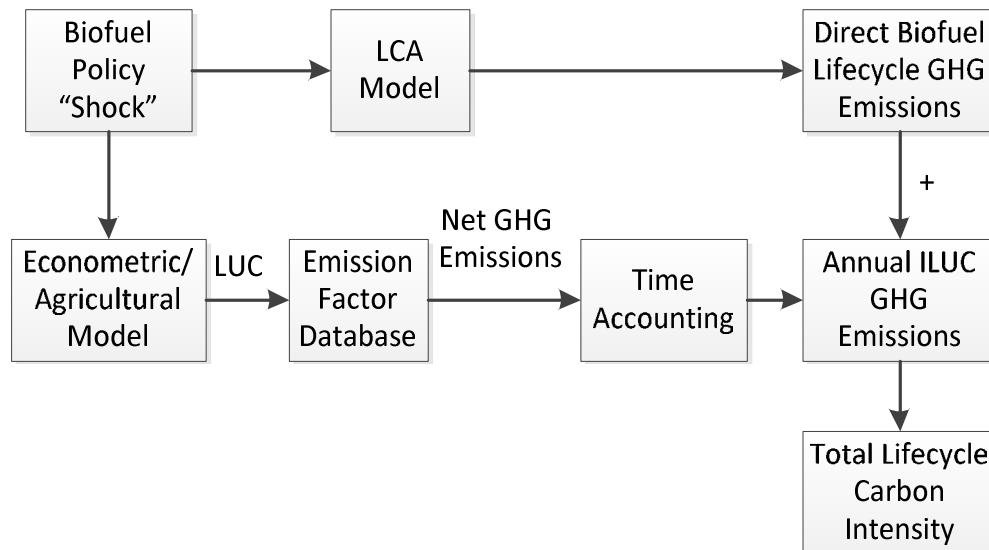 Biofuel
Policy
“Shock”
LCA
Model
Direct Biofuel
Lifecycle GHG
Emissions
+
Econometric/
Agricultural
Model
LUC
Emission
Factor
Database
Net GHG
Emissions
Time
Accounting
Annual ILUC
GHG
Emissions
Total Lifecycle
Carbon
Intensity